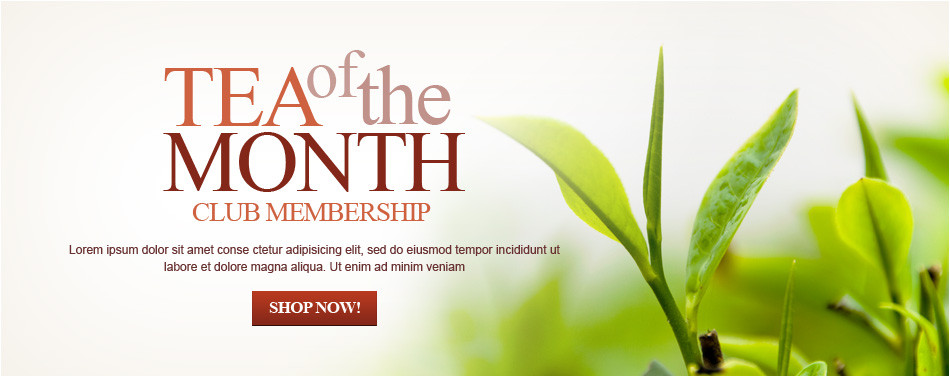 TEA of the
MONTH
CLUB MEMBERSHIP
Lorem ipsum dolor sit amet conse ctetur adipisicing elit, sed do eiusmod tempor incididunt ut
labore et dolore magna aliqua. Ut enim ad minim veniam
SHOP NOW!